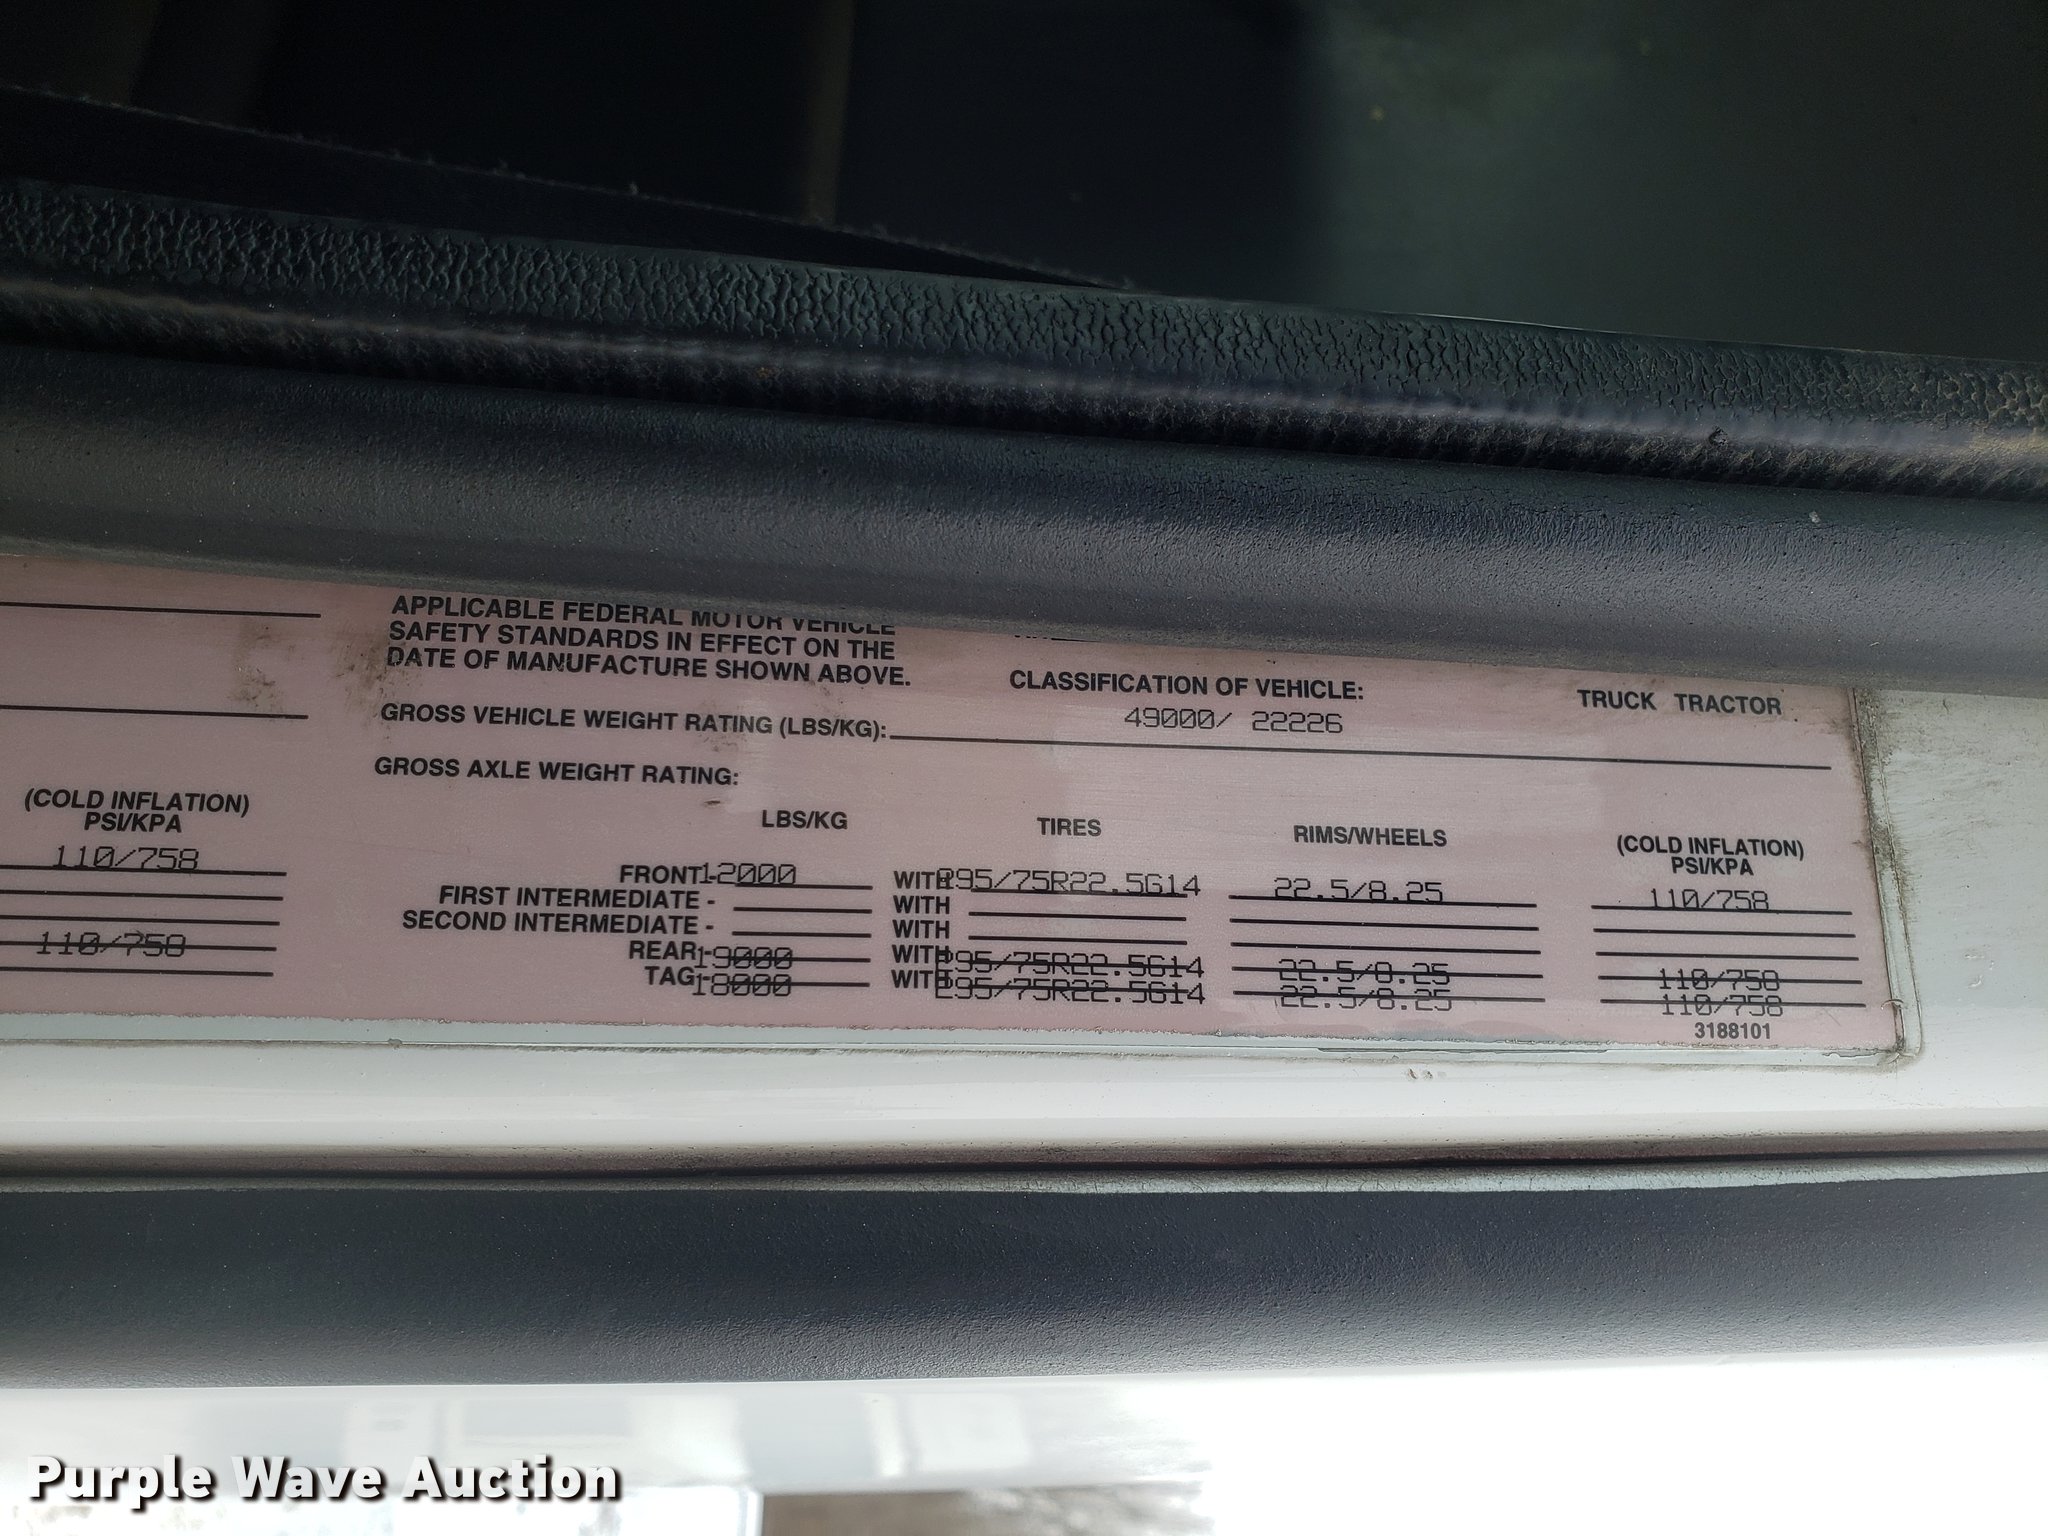 APPLICABLE FEDERAL MOTOR VEHICLE
SAFETY STANDARDS IN EFFECT ON THE
DATE OF MANUFACTURE SHOWN ABOVE.
CLASSIFICATION OF VEHICLE: TRUCK TRACTOR
GROSS VEHICLE WEIGHT RATING (LBS/KG): 49000/ 22226
GROSS AXLE WEIGHT RATING:
(COLD INFLATION)
PSI/KPA
110/758
110/758
LBS/KG TIRES RIMS/WHEELS (COLD INFLATION)
PSI/KPA
FRONT - 12000 WITH 295/75R22.5G14 22.5/8.25 110/758
FIRST INTERMEDIATE - WITH
SECOND INTERMEDIATE - WITH
REAR - 19000 WITH 295/75R22.5G14 22.5/8.25 110/758
TAG - 18000 WITH 295/75R22.5G14 22.5/8.25 110/758
3188101
Purple Wave Auction